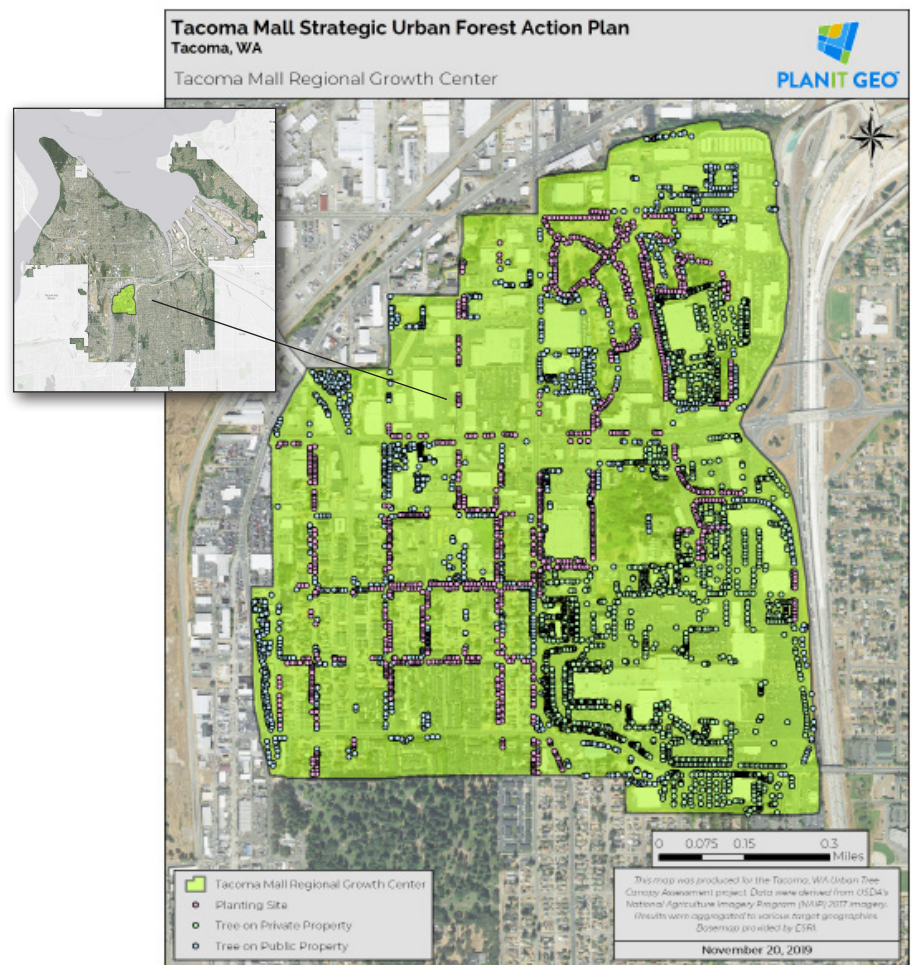 Tacoma Mall Strategic Urban Forest Action Plan
Tacoma, WA
Tacoma Mall Regional Growth Center
PLANIT GEO
0 0.075 0.15 0.3
Miles
Tacoma Mall Regional Growth Center
Planting Site
Tree on Private Property
Tree on Public Property
This map was produced for the Tacoma, WA Urban Tree
Canopy Assessment project. Data were derived from USDA's
National Agriculture Imagery Program (NAIP) 2017 imagery.
Results were aggregated to various target geographies.
Basemap provided by ESRI.
November 20, 2019